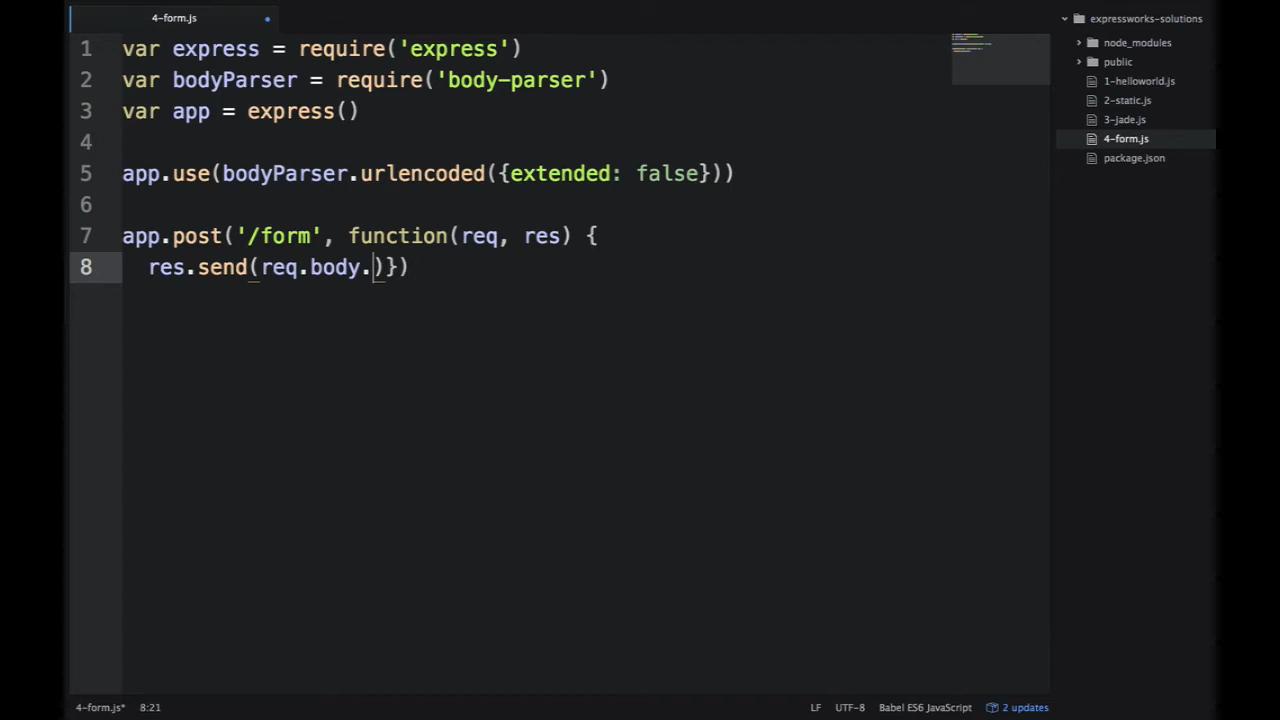 4-form.js
1 var express = require('express')
2 var bodyParser = require('body-parser')
3 var app = express()
4
5 app.use(bodyParser.urlencoded({extended: false}))
6
7 app.post('/form', function(req, res) {
8 res.send(req.body.)})
expressworks-solutions
node_modules
public
1-helloworld.js
2-static.js
3-jade.js
4-form.js
package.json
4-form.js* 8:21 LF UTF-8 Babel ES6 JavaScript 2 updates